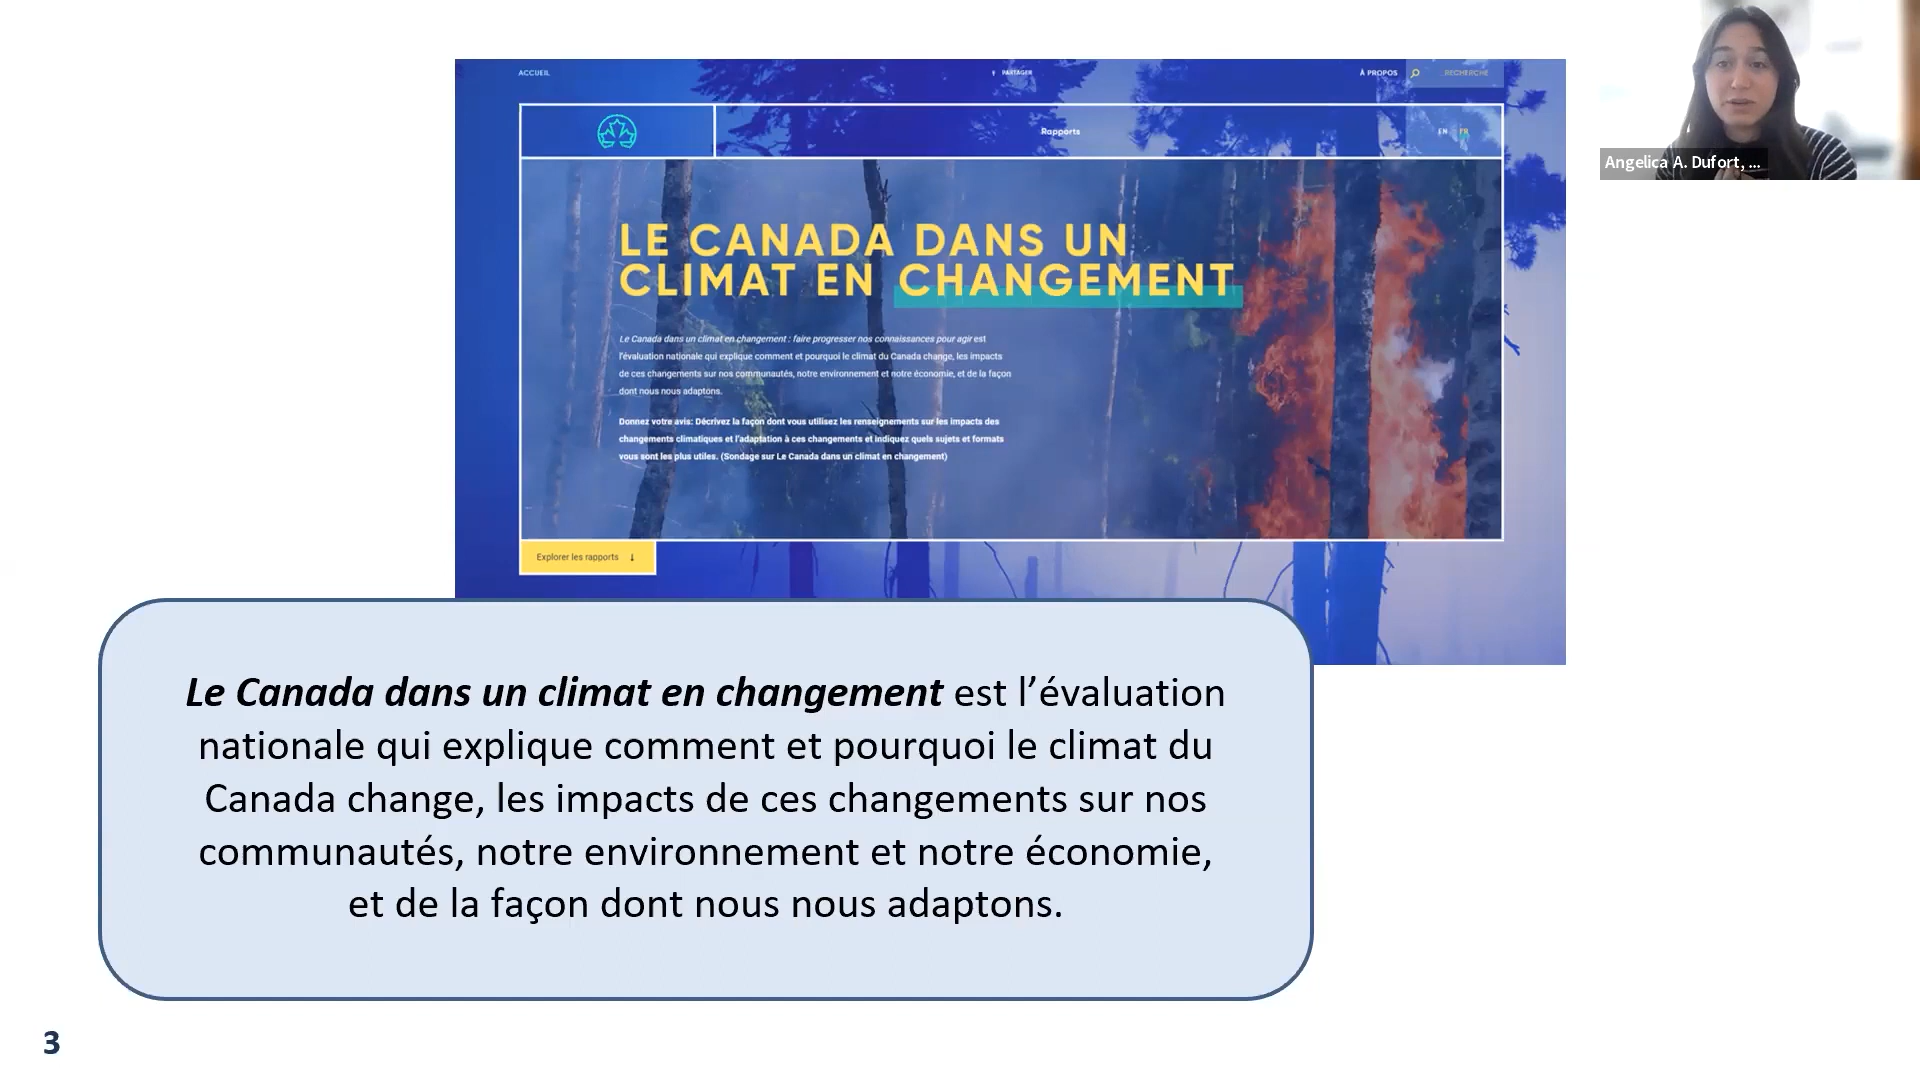 ACCUEIL
PARTAGER
À PROPOS
RECHERCHE
Rapports
EN FR
LE CANADA DANS UN
CLIMAT EN CHANGEMENT
Le Canada dans un climat en changement : faire progresser nos connaissances pour agir est
l'évaluation nationale qui explique comment et pourquoi le climat du Canada change, les impacts
de ces changements sur nos communautés, notre environnement et notre économie, et de la façon
dont nous nous adaptons.
Donnez votre avis: Décrivez la façon dont vous utilisez les renseignements sur les impacts des
changements climatiques et l'adaptation à ces changements et indiquez quels sujets et formats
vous sont les plus utiles. (Sondage sur Le Canada dans un climat en changement)
Explorer les rapports
Angelica A. Dufort, ...
Le Canada dans un climat en changement est l’évaluation
nationale qui explique comment et pourquoi le climat du
Canada change, les impacts de ces changements sur nos
communautés, notre environnement et notre économie,
et de la façon dont nous nous adaptons.
3